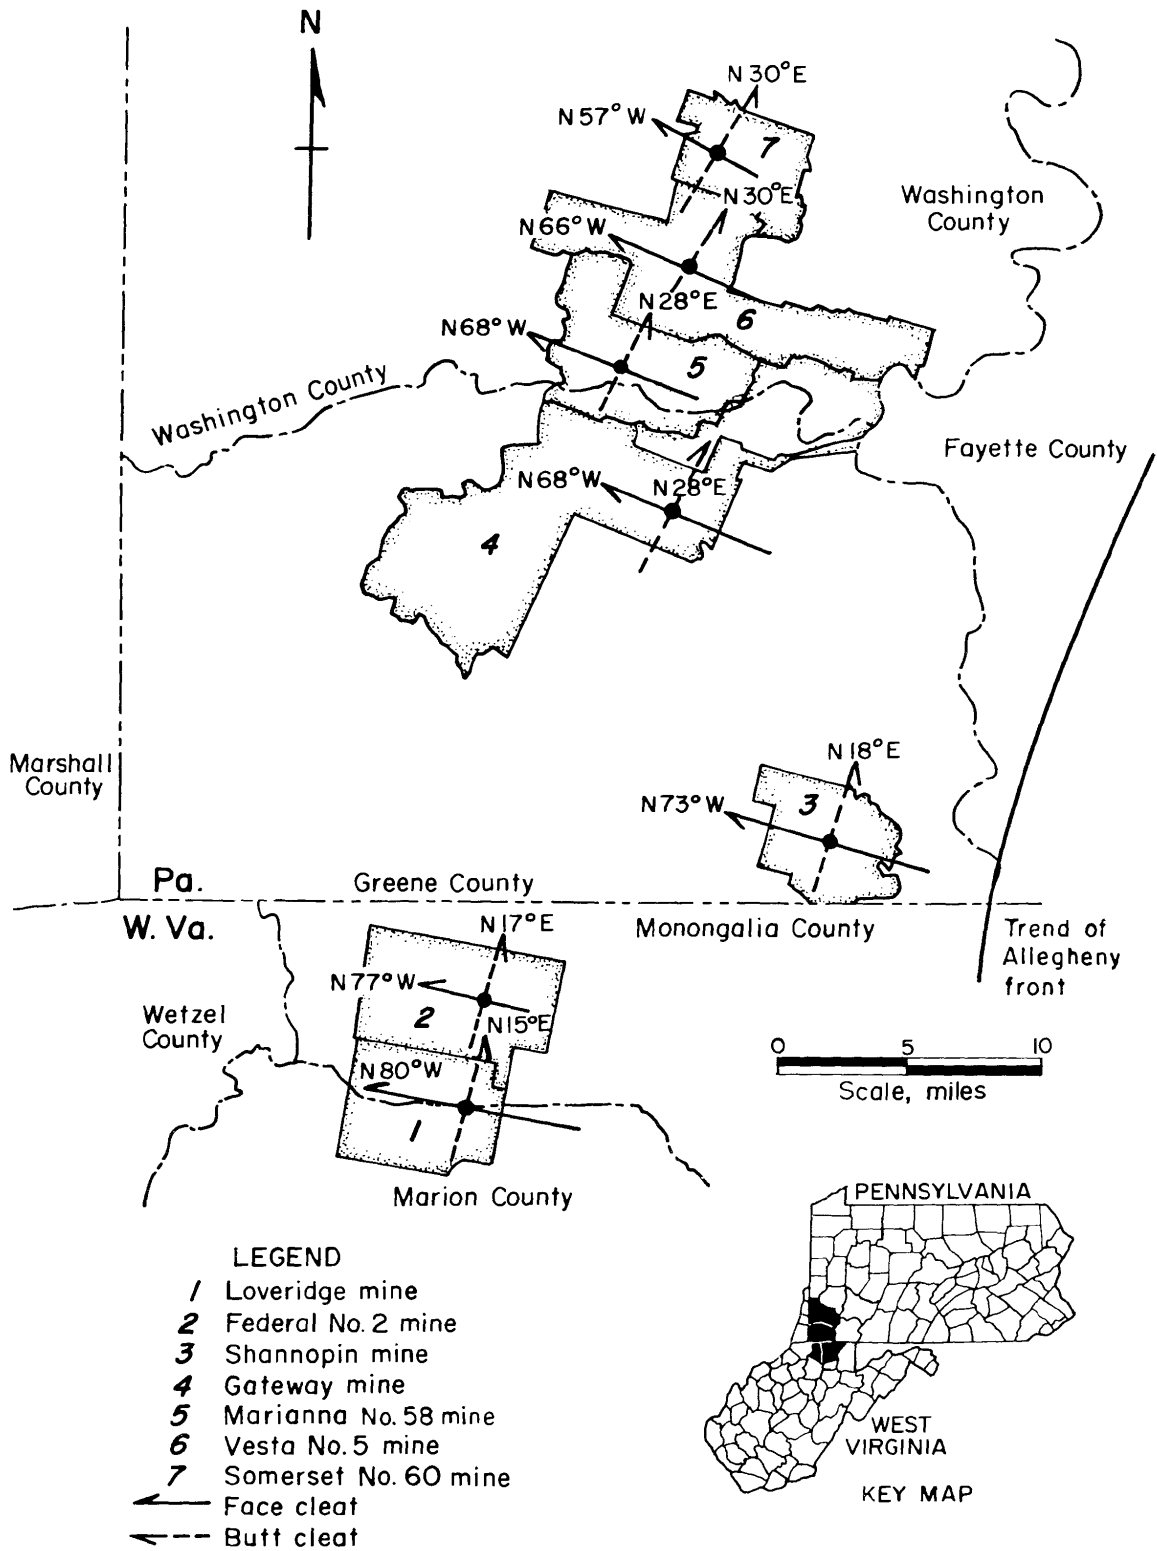 N
N 30° E
N 57° W
7
N 30° E
Washington
County
N 66° W
N 28° E
6
N 68° W
5
Washington County
Fayette County
N 68° W
N 28° E
4
N 18° E
Marshall
County
N 73° W
3
Pa.
Greene County
W. Va.
N 17° E
Monongalia County
Trend of
Allegheny
front
N 77° W
Wetzel
County
2
N 15° E
0 5 10
Scale, miles
N 80° W
1
Marion County
PENNSYLVANIA
WEST
VIRGINIA
KEY MAP
LEGEND
1 Loveridge mine
2 Federal No. 2 mine
3 Shannopin mine
4 Gateway mine
5 Marianna No. 58 mine
6 Vesta No. 5 mine
7 Somerset No. 60 mine
Face cleat
Butt cleat